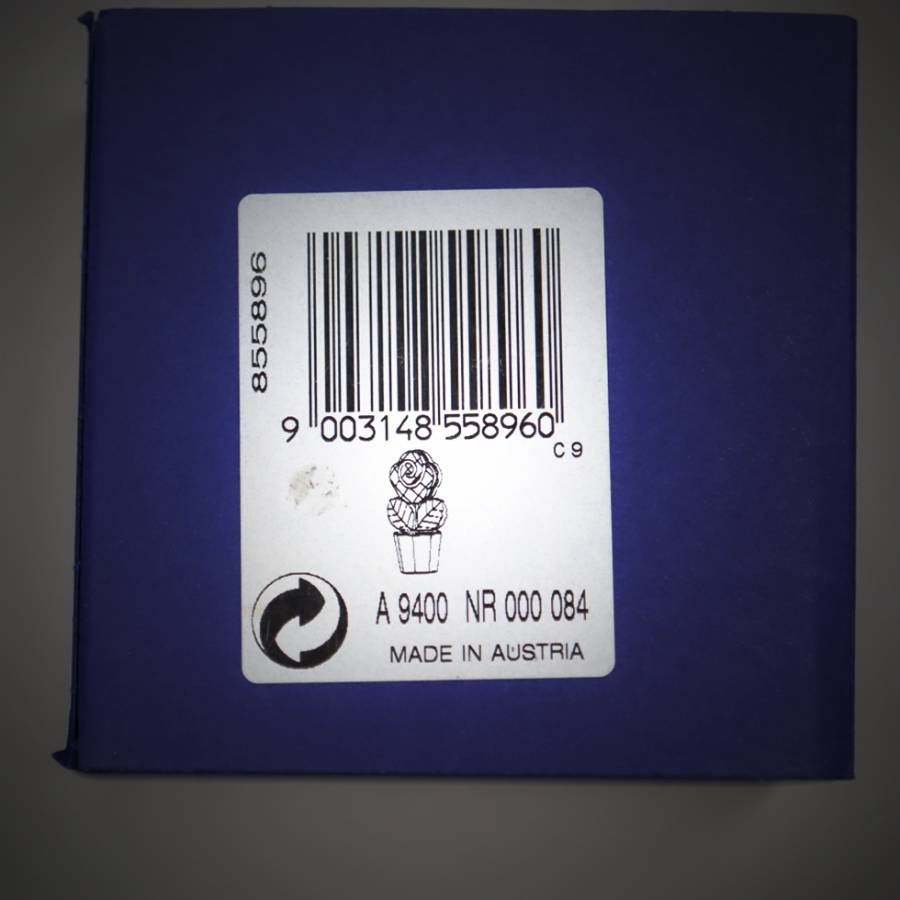 855896
9 003148 558960
C 9
A 9400 NR 000 084
MADE IN AUSTRIA